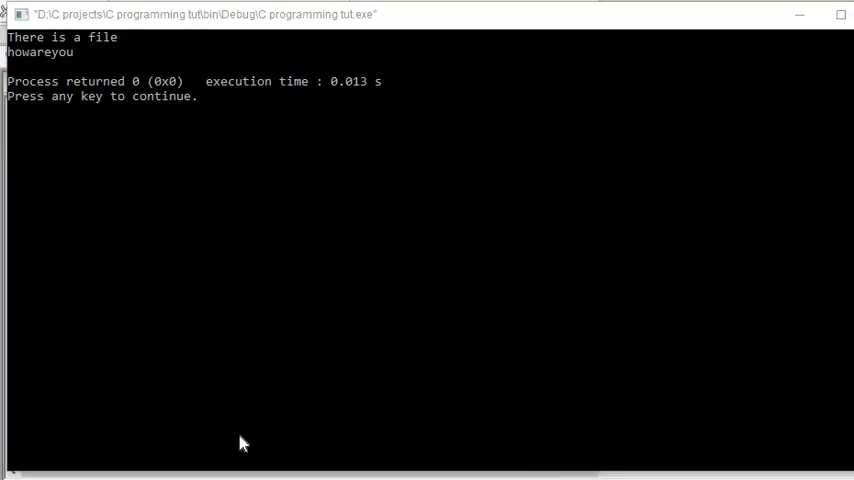 "D:\C projects\C programming tut\bin\Debug\C programming tut.exe"
There is a file
howareyou
Process returned 0 (0x0)   execution time : 0.013 s
Press any key to continue.